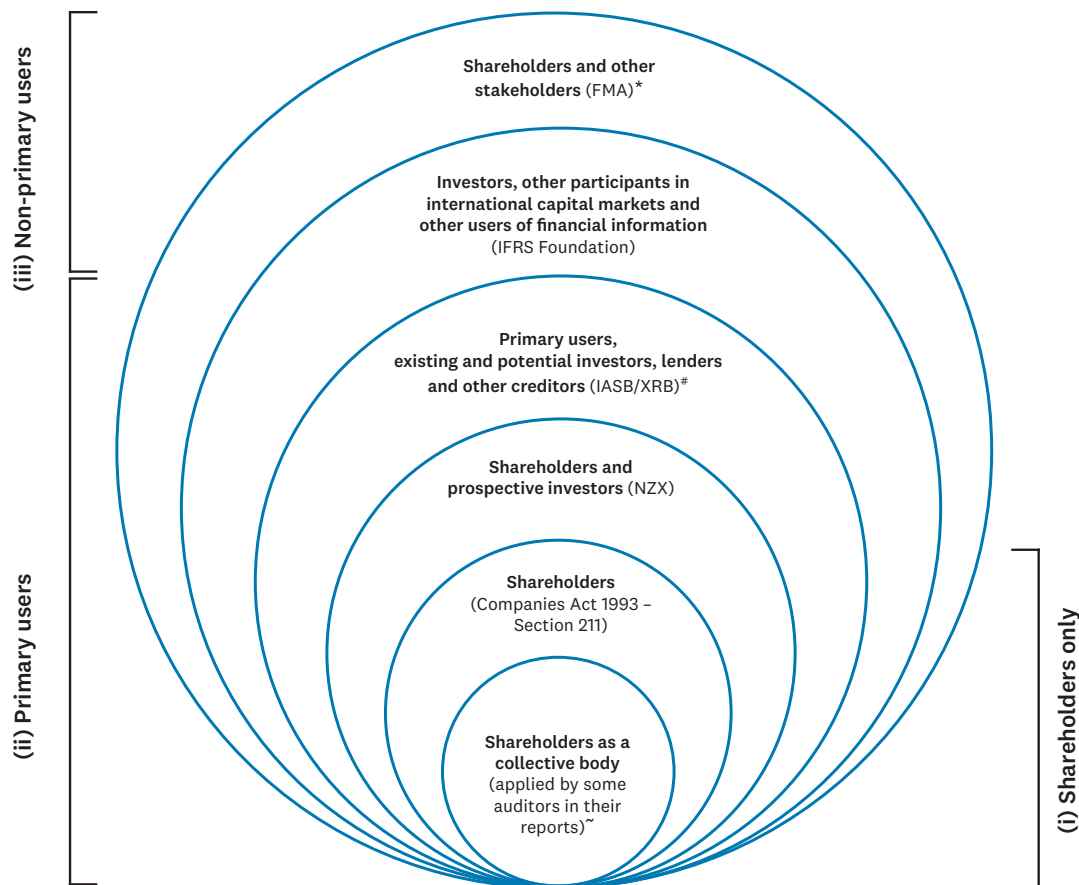 (iii) Non-primary users
Shareholders and other
stakeholders (FMA)*
Investors, other participants in
international capital markets and
other users of financial information
(IFRS Foundation)
(ii) Primary users
Primary users,
existing and potential investors, lenders
and other creditors (IASB/XRB)#
Shareholders and
prospective investors (NZX)
(i) Shareholders only
Shareholders
(Companies Act 1993 –
Section 211)
Shareholders as a
collective body
(applied by some
auditors in their
reports)~